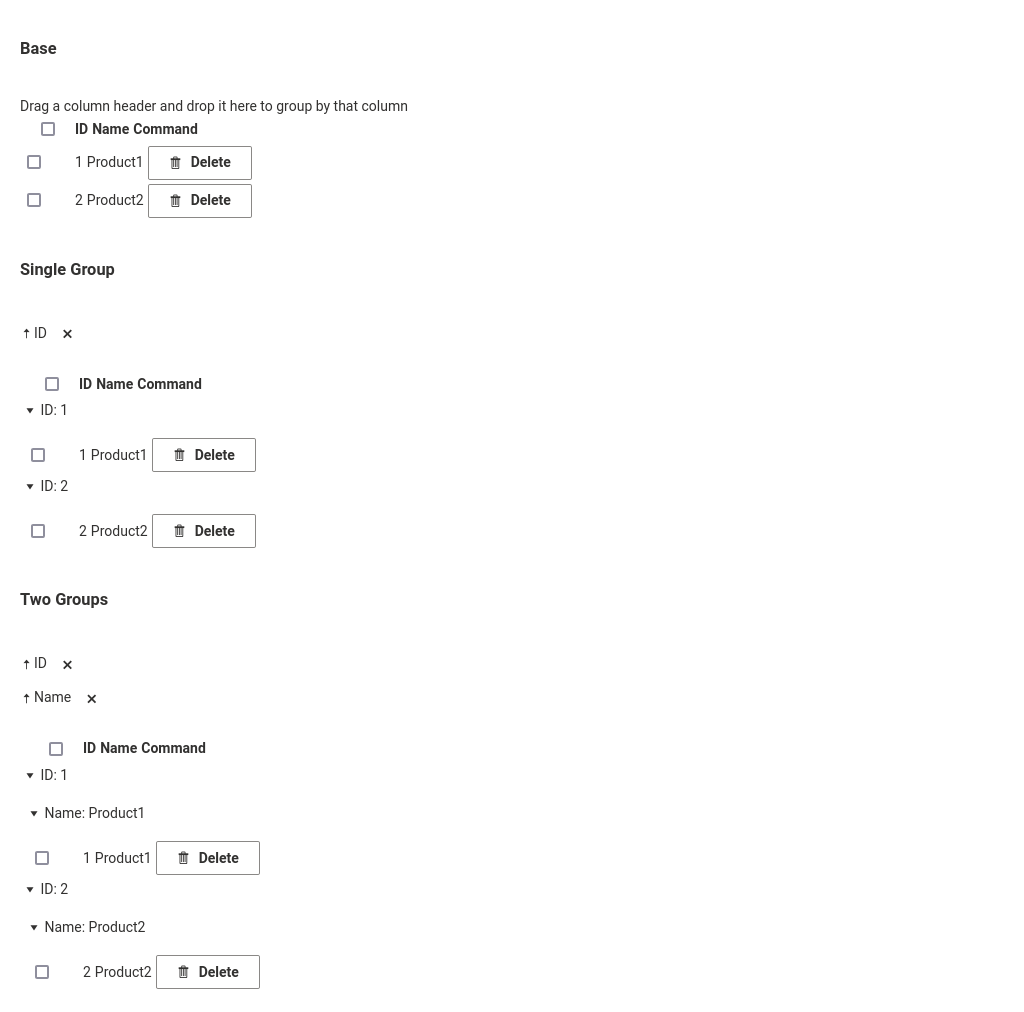 Base
Drag a column header and drop it here to group by that column
ID Name Command
1 Product1 Delete
2 Product2 Delete
Single Group
ID
ID Name Command
ID: 1
1 Product1 Delete
ID: 2
2 Product2 Delete
Two Groups
ID
Name
ID Name Command
ID: 1
Name: Product1
1 Product1 Delete
ID: 2
Name: Product2
2 Product2 Delete